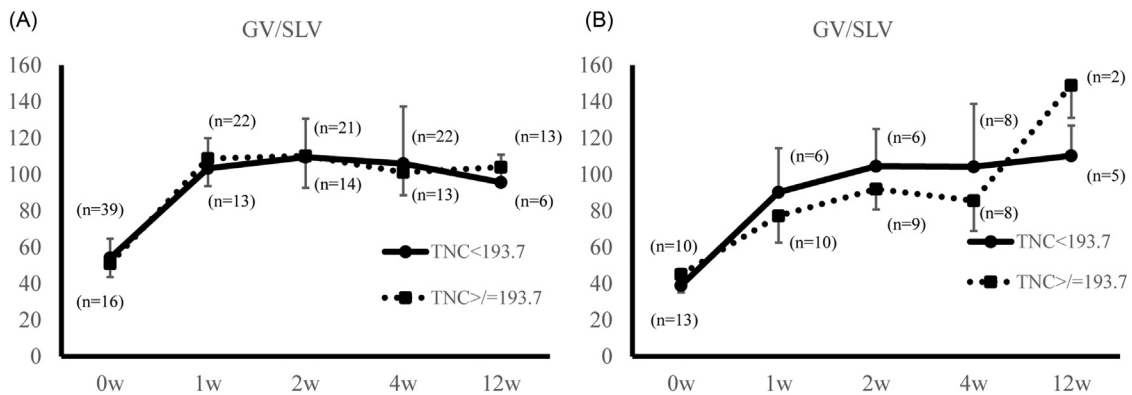 (A)
GV/SLV
160
140
120
100
80
60
40
20
0
(n=39)
(n=16)
(n=22)
(n=13)
(n=21)
(n=14)
(n=22)
(n=13)
(n=13)
(n=6)
TNC<193.7
TNC>/=193.7
0w 1w 2w 4w 12w
(B)
GV/SLV
160
140
120
100
80
60
40
20
0
(n=10)
(n=13)
(n=6)
(n=10)
(n=6)
(n=9)
(n=8)
(n=8)
(n=2)
(n=5)
TNC<193.7
TNC>/=193.7
0w 1w 2w 4w 12w